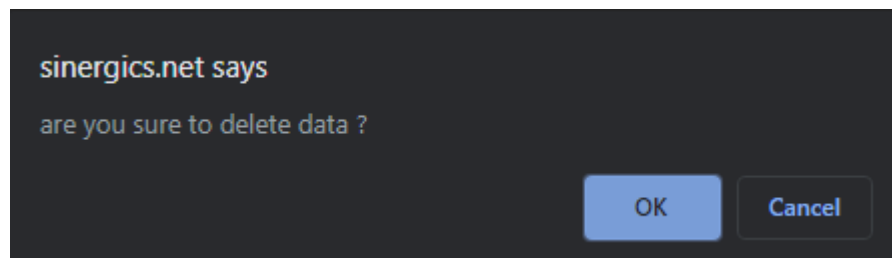 sinergics.net says
are you sure to delete data ?
OK Cancel